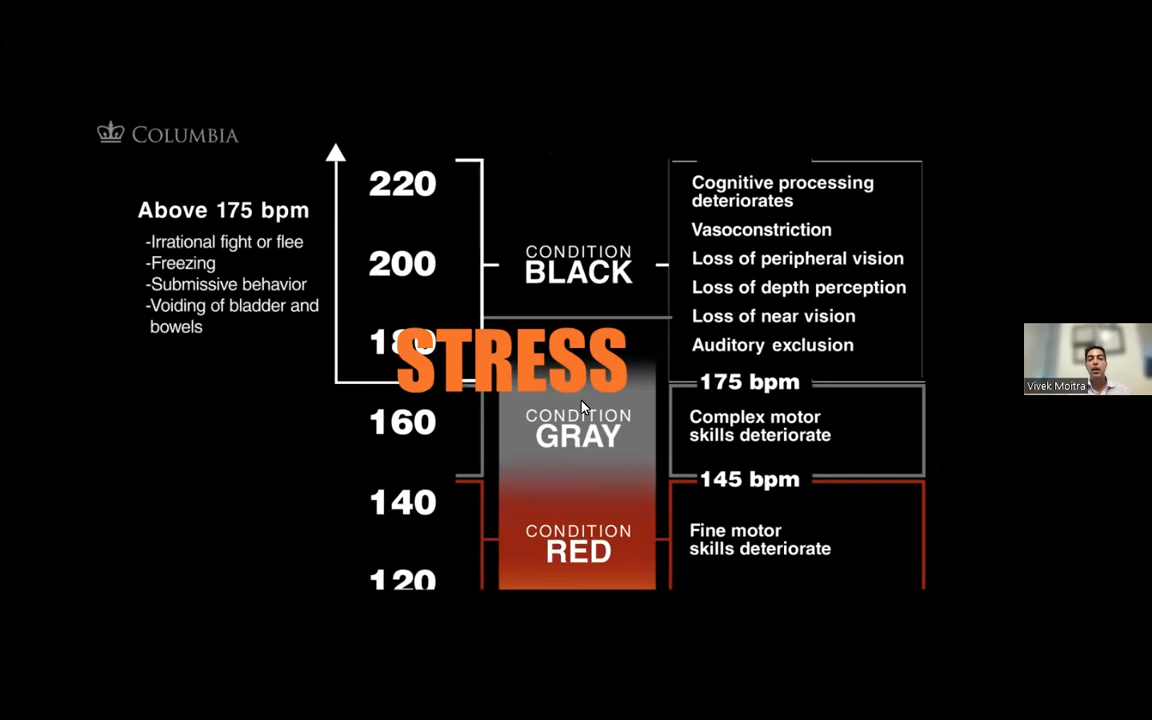 COLUMBIA
Above 175 bpm
-Irrational fight or flee
-Freezing
-Submissive behavior
-Voiding of bladder and
bowels
220
200
180
160
140
120
CONDITION
BLACK
STRESS
CONDITION
GRAY
CONDITION
RED
Cognitive processing
deteriorates
Vasoconstriction
Loss of peripheral vision
Loss of depth perception
Loss of near vision
Auditory exclusion
175 bpm
Complex motor
skills deteriorate
145 bpm
Fine motor
skills deteriorate
Vivek Moitra